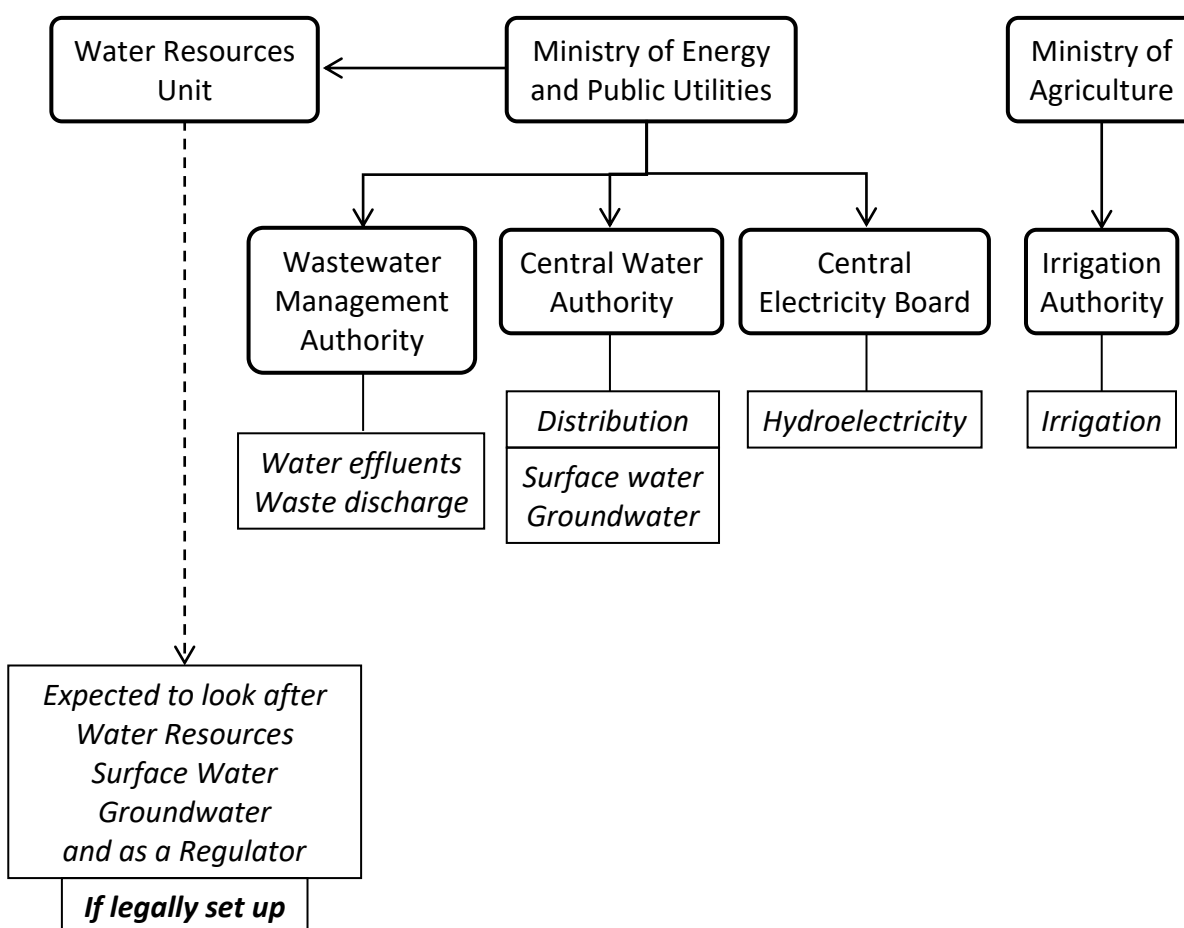 Water Resources
Unit
Ministry of Energy
and Public Utilities
Ministry of
Agriculture
Wastewater
Management
Authority
Central Water
Authority
Central
Electricity Board
Irrigation
Authority
Water effluents
Waste discharge
Distribution
Surface water
Groundwater
Hydroelectricity
Irrigation
Expected to look after
Water Resources
Surface Water
Groundwater
and as a Regulator
If legally set up